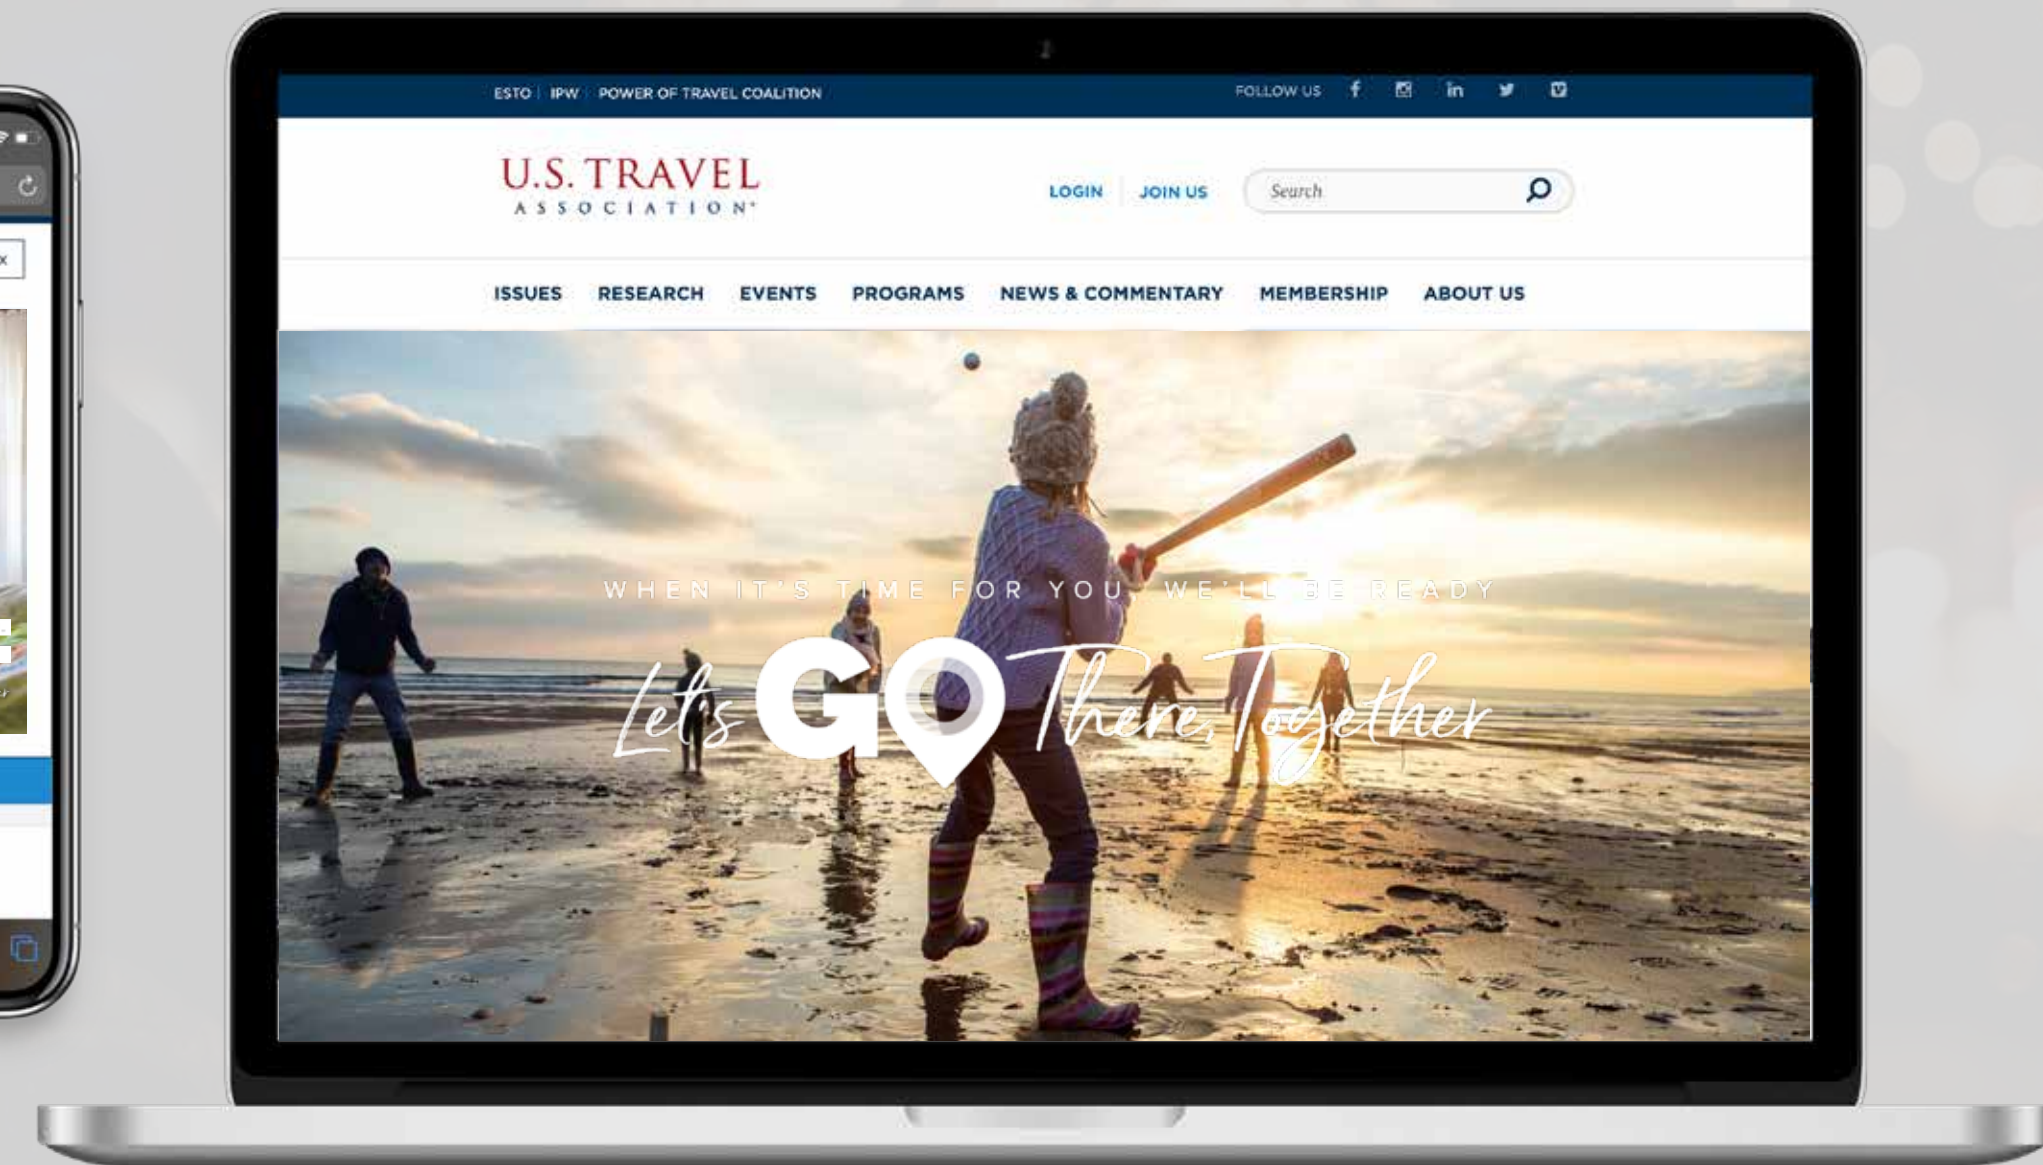 ESTO | IPW | POWER OF TRAVEL COALITION
FOLLOW US
U.S. TRAVEL
ASSOCIATION®
LOGIN | JOIN US
Search
ISSUES RESEARCH EVENTS PROGRAMS NEWS & COMMENTARY MEMBERSHIP ABOUT US
WHEN IT'S TIME FOR YOU, WE'LL BE READY
Let's GO There, Together
x